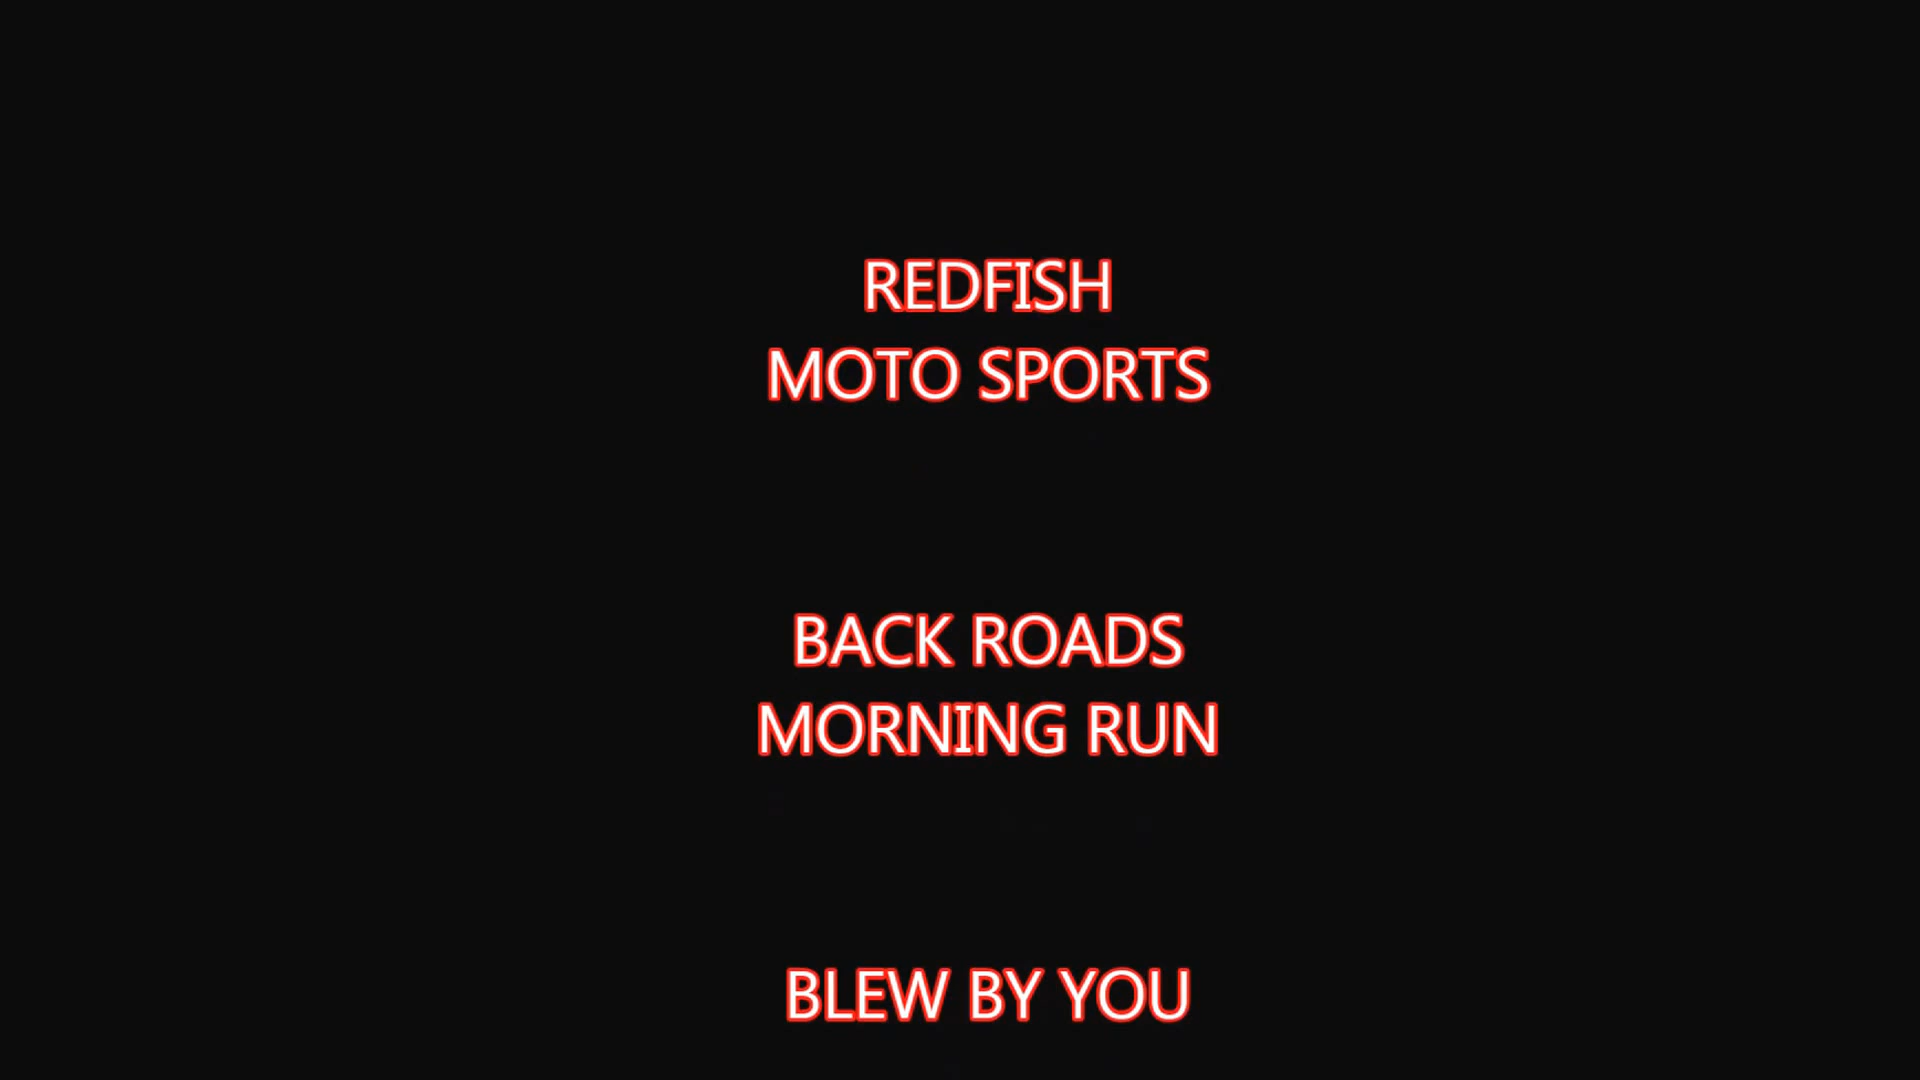 REDFISH
MOTO SPORTS
BACK ROADS
MORNING RUN
BLEW BY YOU